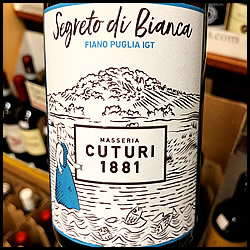 Segreto di Bianca
FIANO PUGLIA IGT
MASSERIA
CUTURI
1881